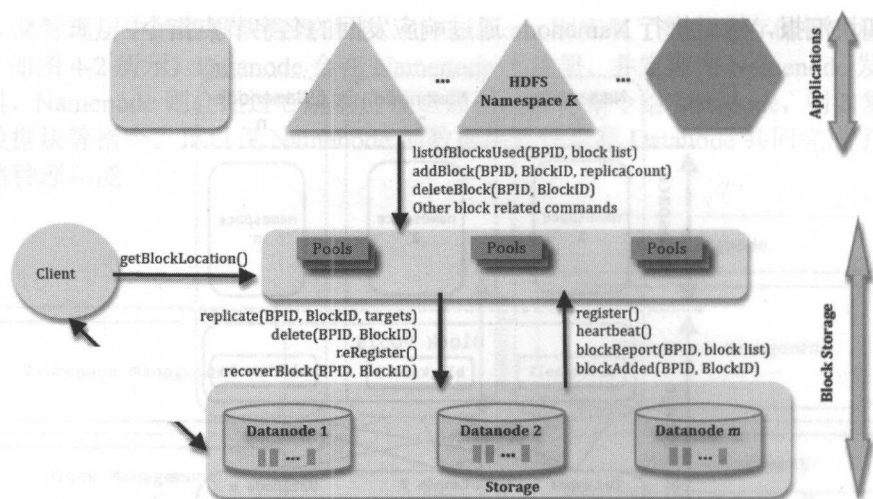 ...
...
HDFS
Namespace K
Applications
listOfBlocksUsed(BPID, block list)
addBlock(BPID, BlockID, replicaCount)
deleteBlock(BPID, BlockID)
Other block related commands
Pools
Pools
Pools
Client
getBlockLocation()
replicate(BPID, BlockID, targets)
delete(BPID, BlockID)
reRegister()
recoverBlock(BPID, BlockID)
register()
heartbeat()
blockReport(BPID, block list)
blockAdded(BPID, BlockID)
Block Storage
Datanode 1
...
Datanode 2
...
Datanode m
...
Storage